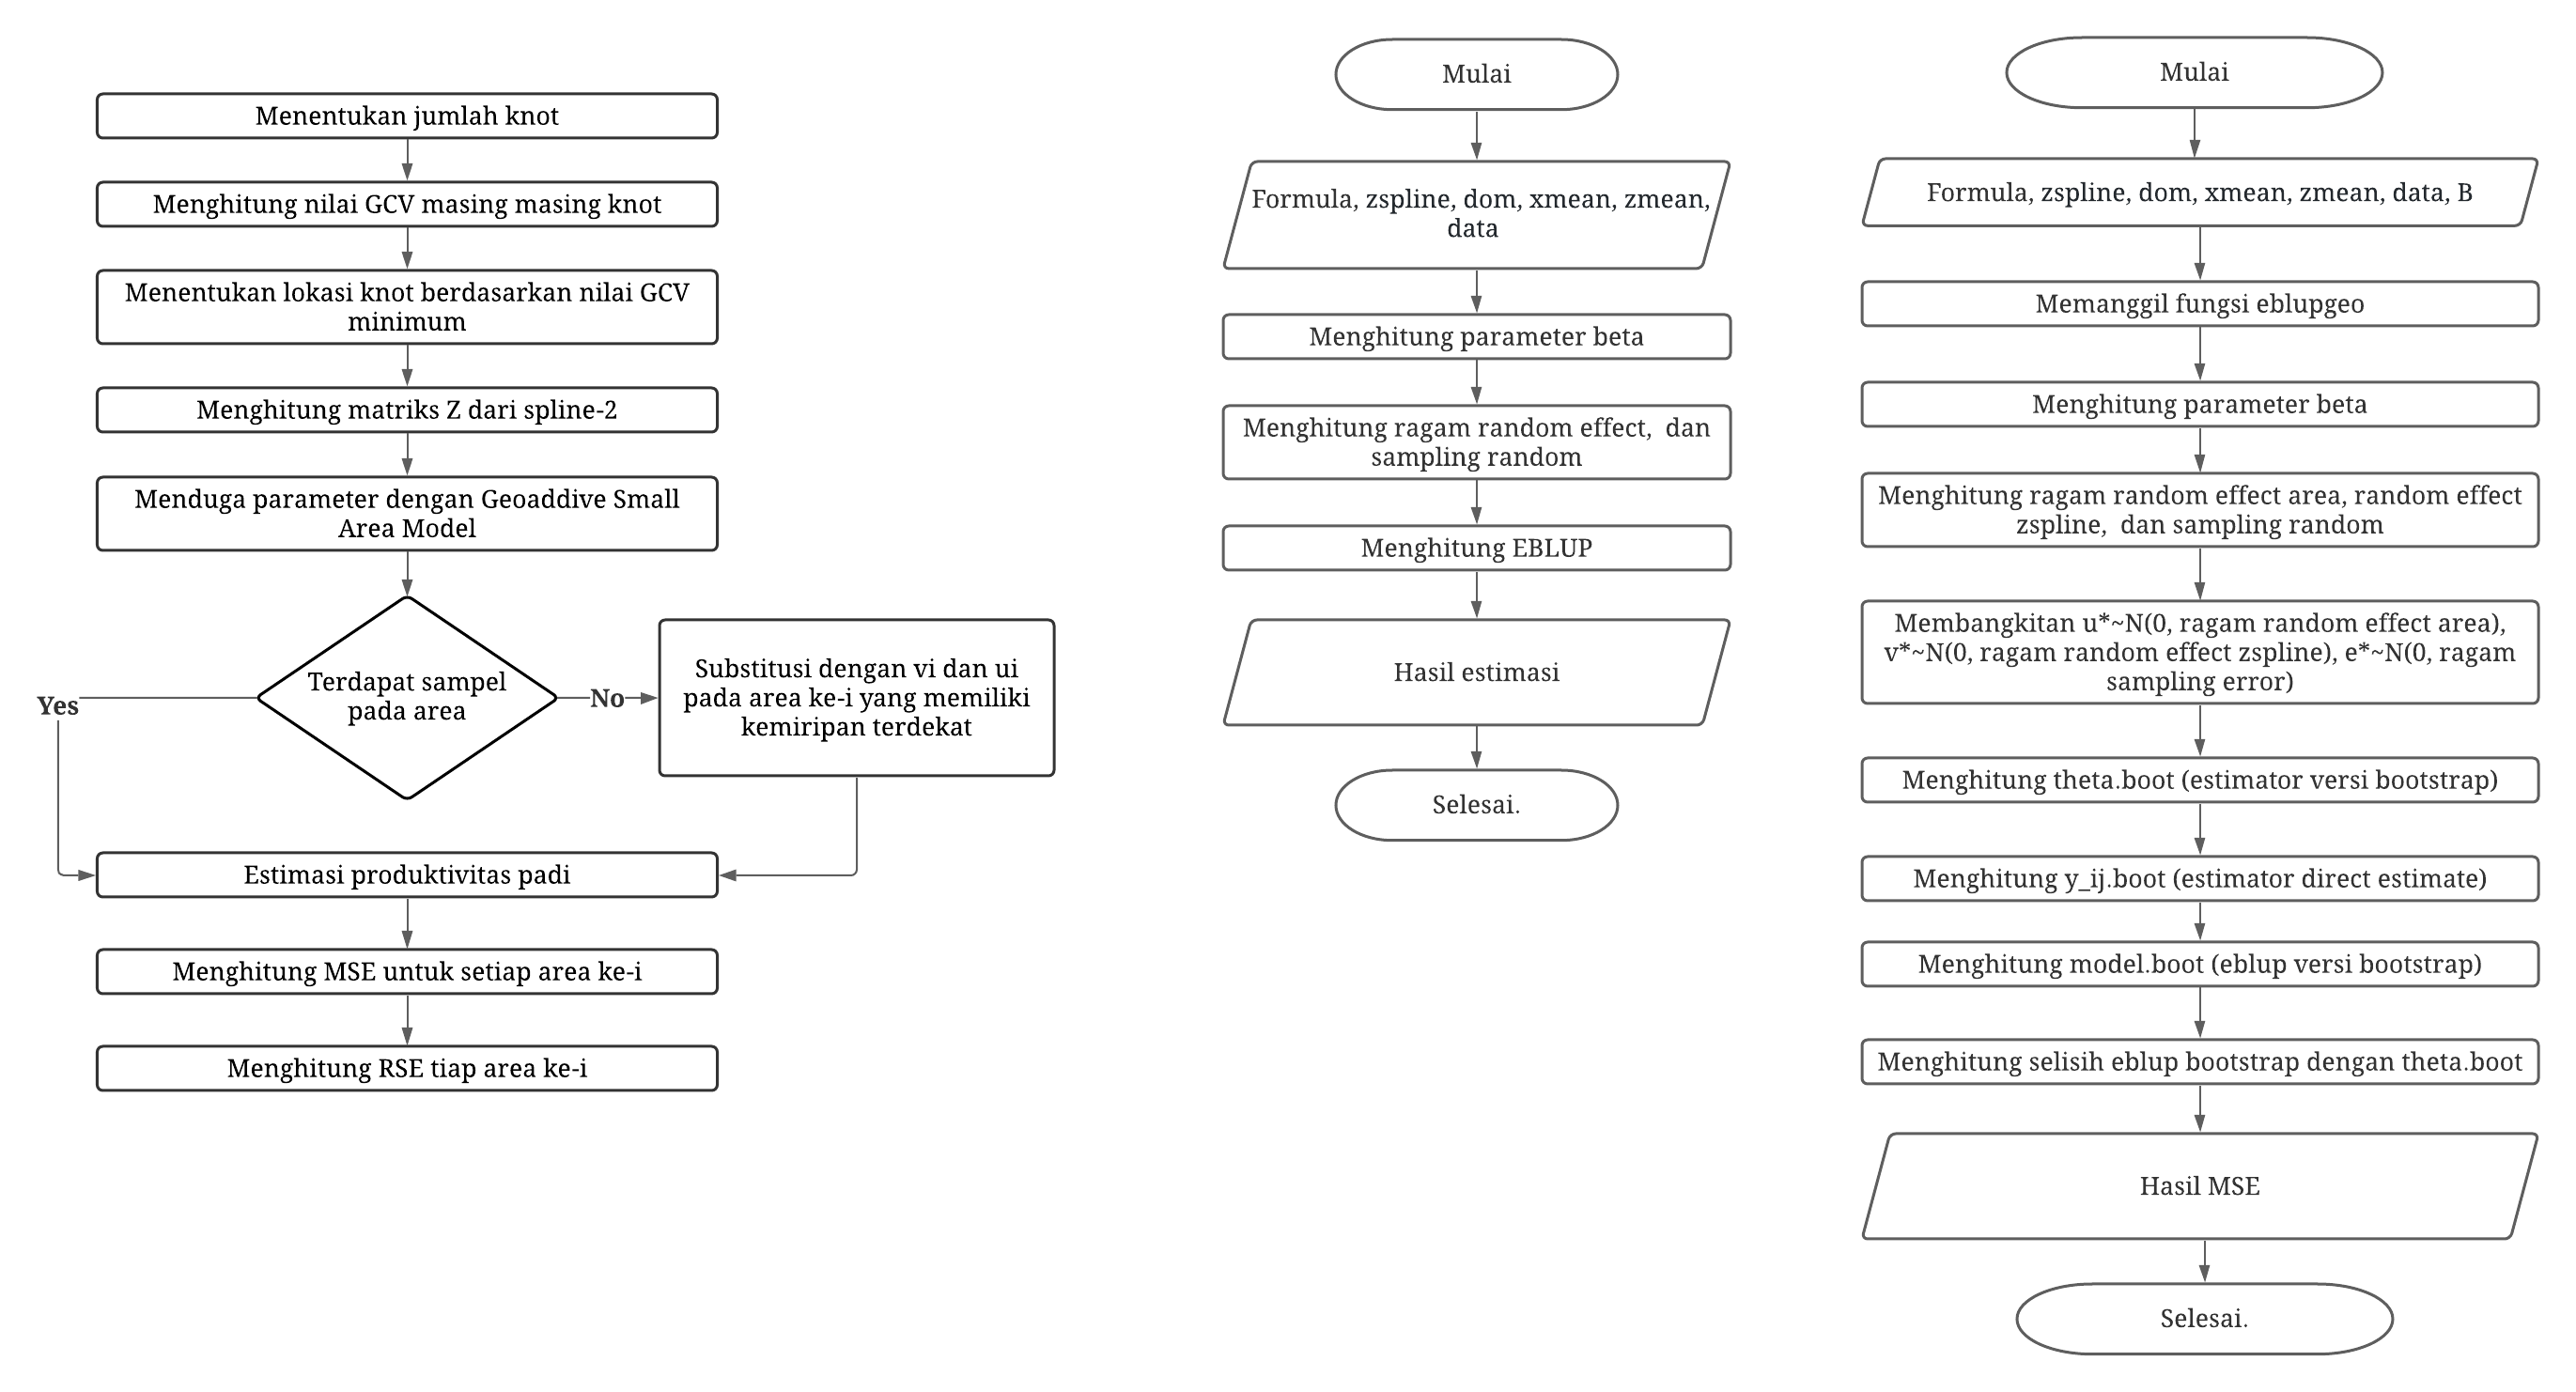 Menentukan jumlah knot
Menghitung nilai GCV masing masing knot
Menentukan lokasi knot berdasarkan nilai GCV
minimum
Menghitung matriks Z dari spline-2
Menduga parameter dengan Geoaddive Small
Area Model
Terdapat sampel
pada area
Yes
No
Substitusi dengan vi dan ui
pada area ke-i yang memiliki
kemiripan terdekat
Estimasi produktivitas padi
Menghitung MSE untuk setiap area ke-i
Menghitung RSE tiap area ke-i
Mulai
Formula, zspline, dom, xmean, zmean,
data
Menghitung parameter beta
Menghitung ragam random effect,  dan
sampling random
Menghitung EBLUP
Hasil estimasi
Selesai.
Mulai
Formula, zspline, dom, xmean, zmean, data, B
Memanggil fungsi eblupgeo
Menghitung parameter beta
Menghitung ragam random effect area, random effect
zspline,  dan sampling random
Membangkitan u*~N(0, ragam random effect area),
v*~N(0, ragam random effect zspline), e*~N(0, ragam
sampling error)
Menghitung theta.boot (estimator versi bootstrap)
Menghitung y_ij.boot (estimator direct estimate)
Menghitung model.boot (eblup versi bootstrap)
Menghitung selisih eblup bootstrap dengan theta.boot
Hasil MSE
Selesai.